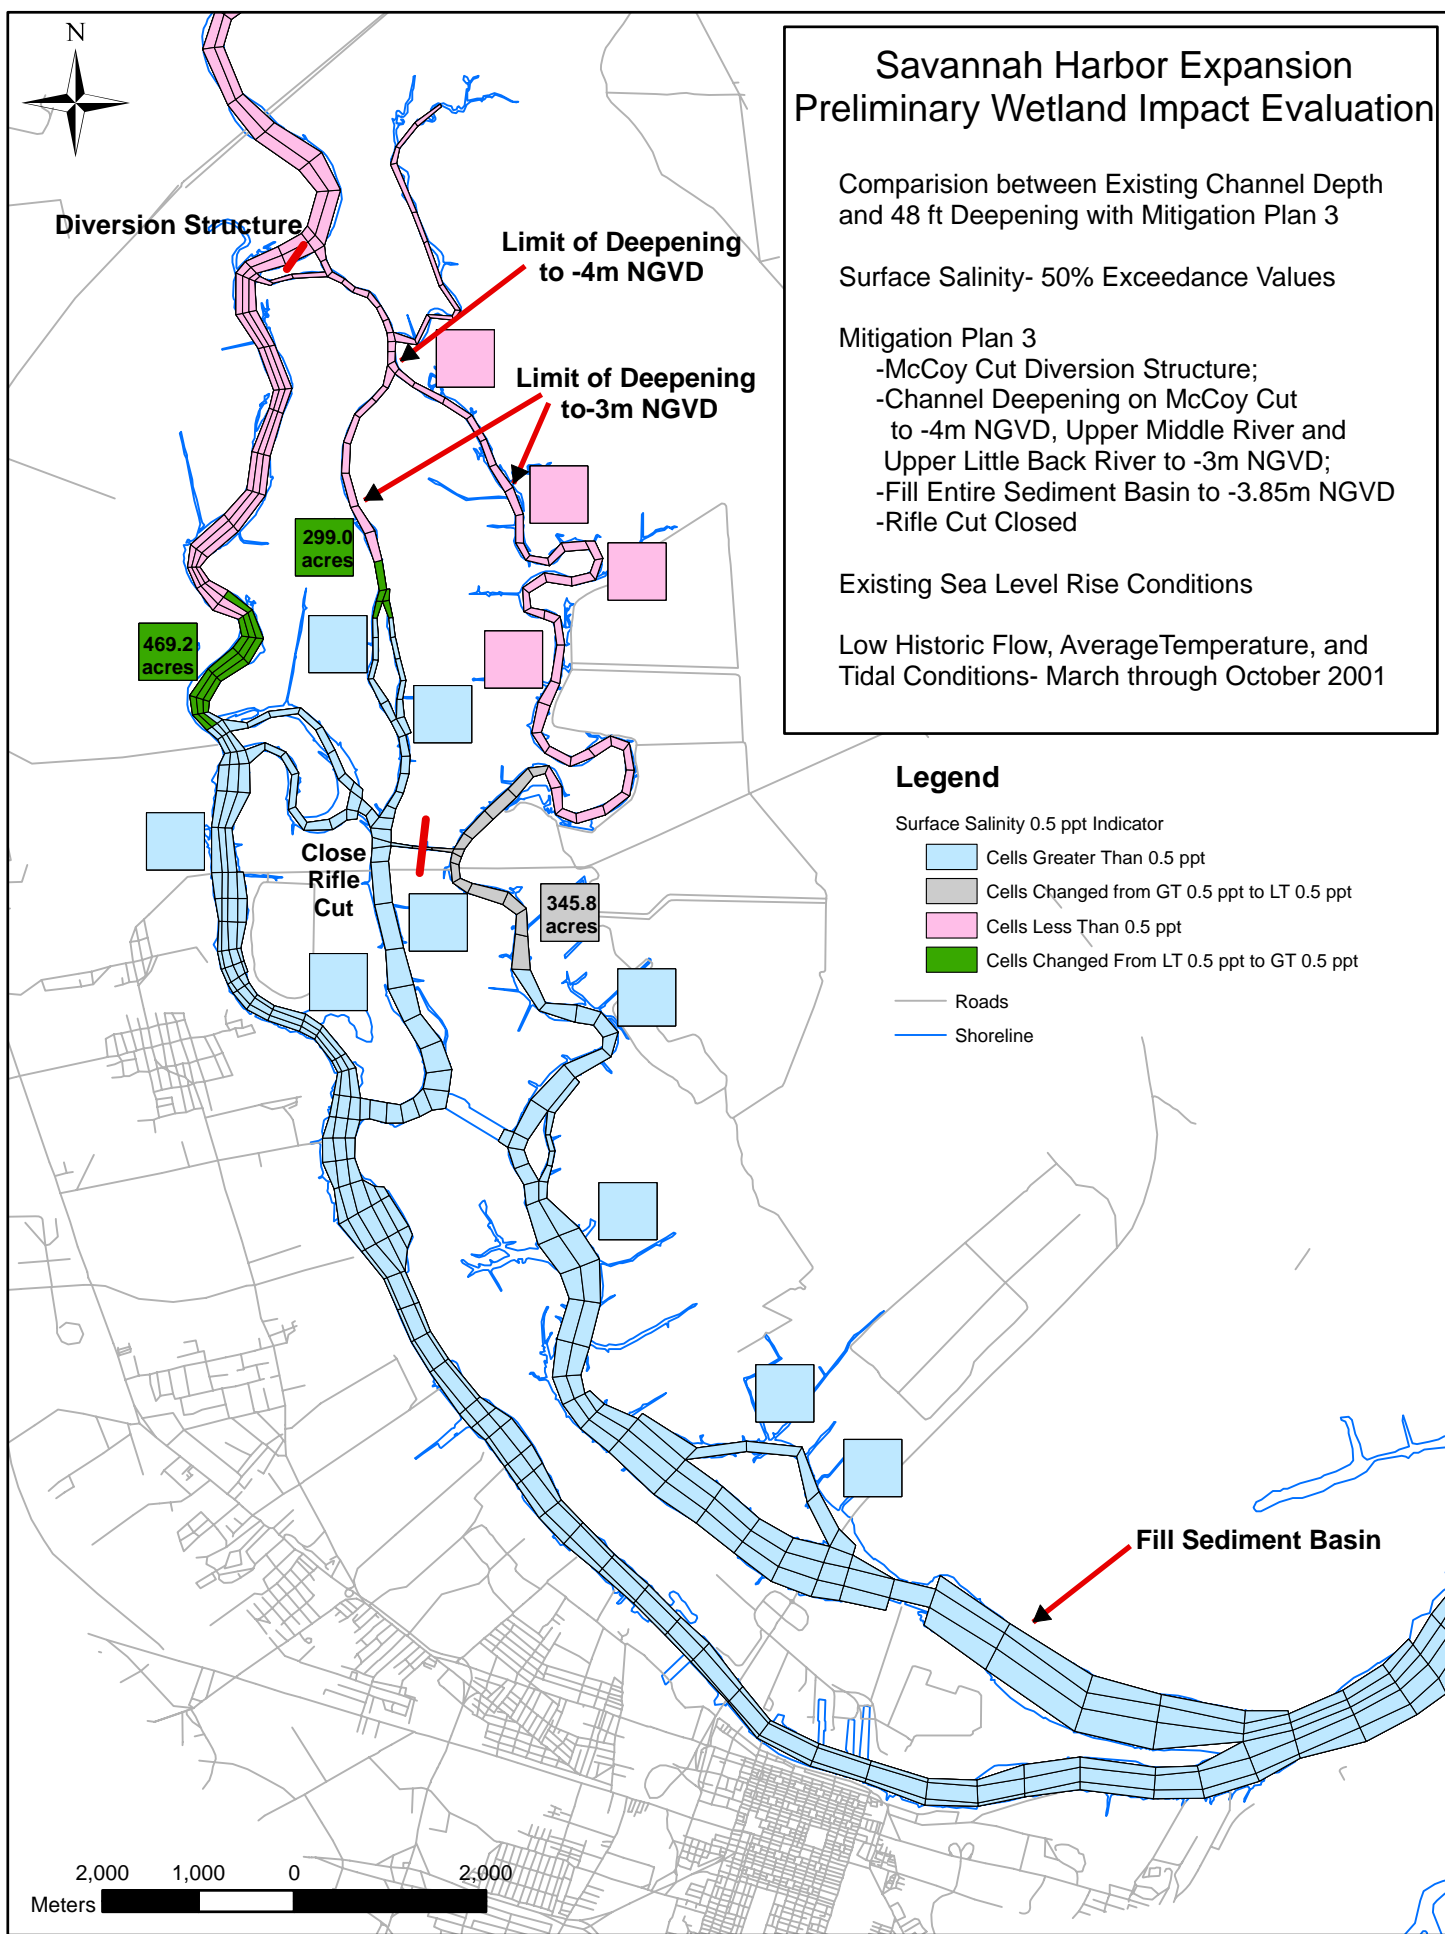 N
Savannah Harbor Expansion
Preliminary Wetland Impact Evaluation
Comparision between Existing Channel Depth
and 48 ft Deepening with Mitigation Plan 3
Surface Salinity- 50% Exceedance Values
Mitigation Plan 3
-McCoy Cut Diversion Structure;
-Channel Deepening on McCoy Cut
to -4m NGVD, Upper Middle River and
Upper Little Back River to -3m NGVD;
-Fill Entire Sediment Basin to -3.85m NGVD
-Rifle Cut Closed
Existing Sea Level Rise Conditions
Low Historic Flow, AverageTemperature, and
Tidal Conditions- March through October 2001
Diversion Structure
Limit of Deepening
to -4m NGVD
Limit of Deepening
to-3m NGVD
299.0
acres
469.2
acres
Close
Rifle
Cut
345.8
acres
Legend
Surface Salinity 0.5 ppt Indicator
Cells Greater Than 0.5 ppt
Cells Changed from GT 0.5 ppt to LT 0.5 ppt
Cells Less Than 0.5 ppt
Cells Changed From LT 0.5 ppt to GT 0.5 ppt
Roads
Shoreline
Fill Sediment Basin
2,000 1,000 0 2,000
Meters